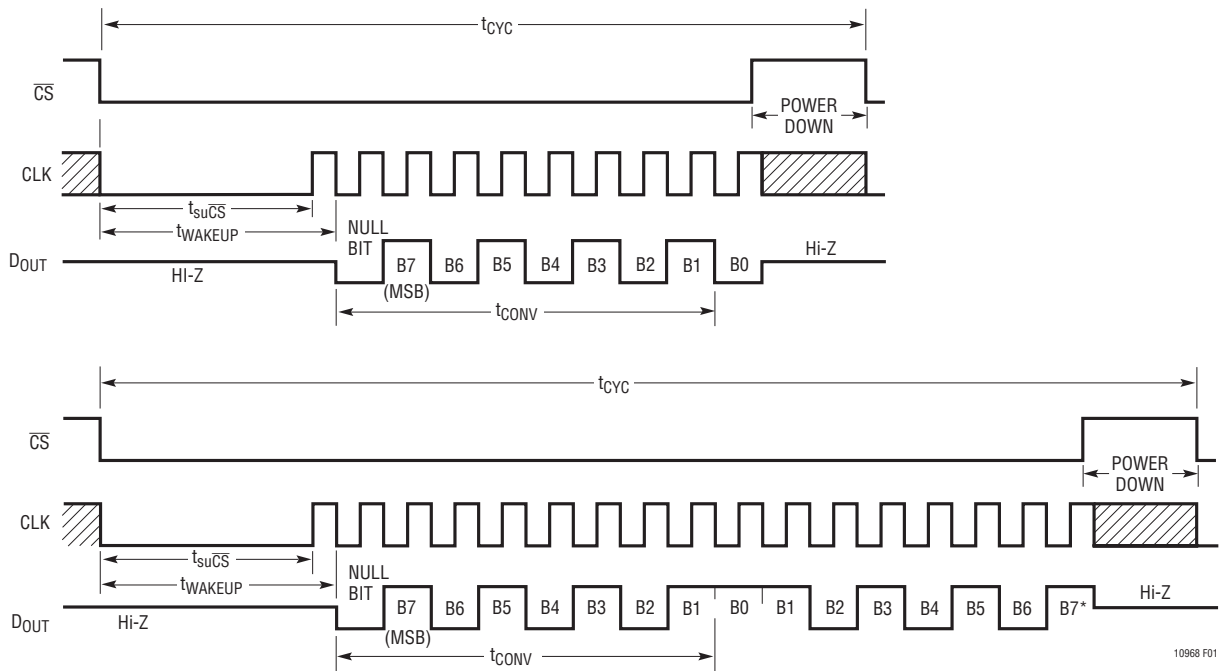 tCYC
CS
POWER
DOWN
CLK
tsuCS
tWAKEUP
NULL
BIT
DOUT
HI-Z
B7 B6 B5 B4 B3 B2 B1 B0
Hi-Z
(MSB)
tCONV
tCYC
CS
POWER
DOWN
CLK
tsuCS
tWAKEUP
NULL
BIT
DOUT
Hi-Z
B7 B6 B5 B4 B3 B2 B1 B0 B1 B2 B3 B4 B5 B6 B7*
Hi-Z
(MSB)
tCONV
10968 F01